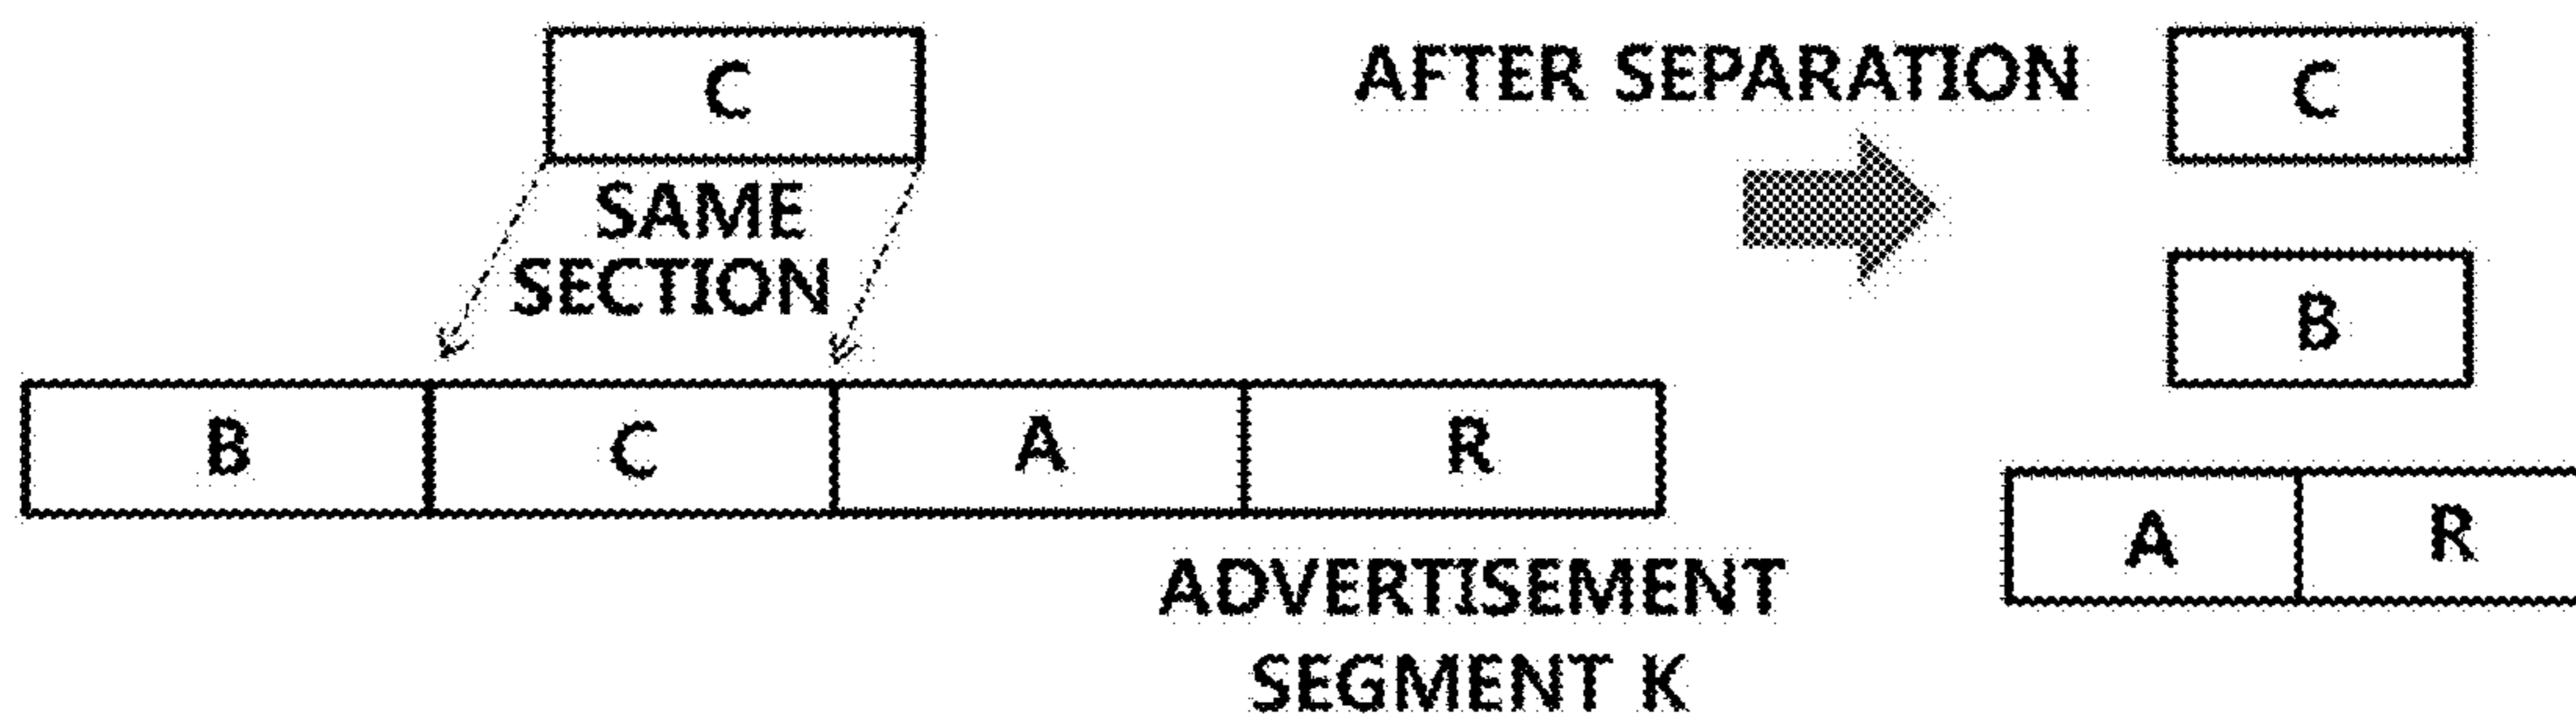 C
SAME
SECTION
B C A R
ADVERTISEMENT
SEGMENT K
AFTER SEPARATION
C
B
A R